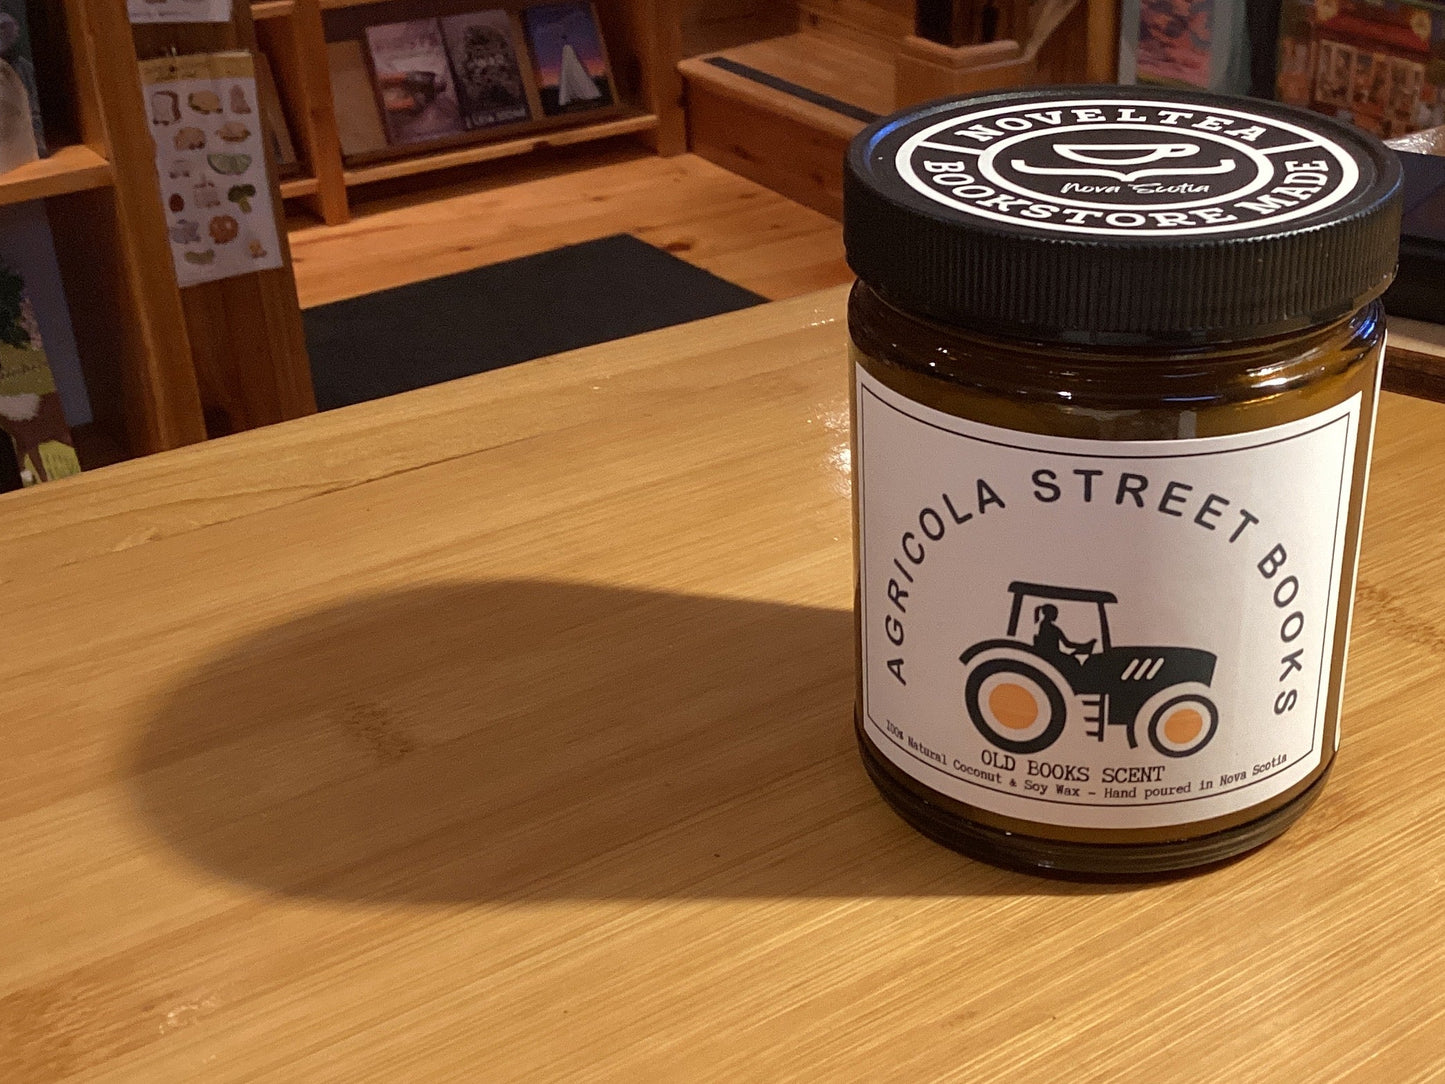 NOVELTEA
Nova Scotia
BOOKSTORE MADE
AGRICOLA STREET BOOKS
OLD BOOKS SCENT
100% Natural Coconut & Soy Wax - Hand poured in Nova Scotia